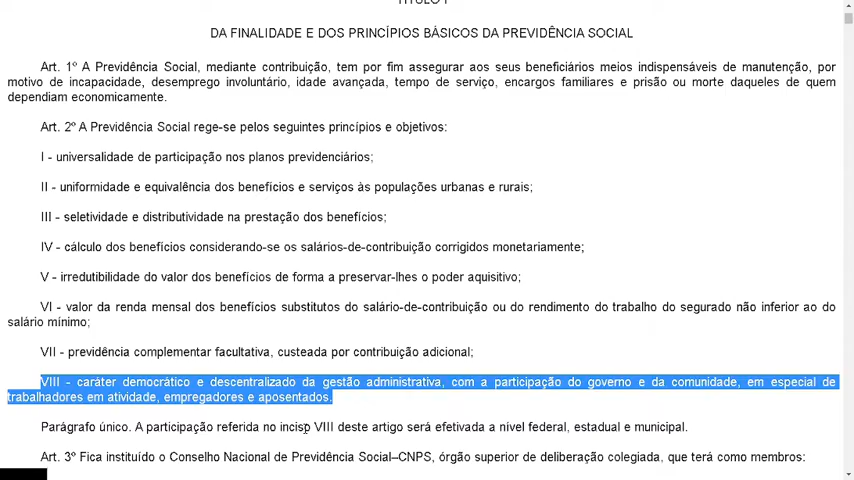 TÍTULO I
DA FINALIDADE E DOS PRINCÍPIOS BÁSICOS DA PREVIDÊNCIA SOCIAL
Art. 1º A Previdência Social, mediante contribuição, tem por fim assegurar aos seus beneficiários meios indispensáveis de manutenção, por
motivo de incapacidade, desemprego involuntário, idade avançada, tempo de serviço, encargos familiares e prisão ou morte daqueles de quem
dependiam economicamente.
Art. 2º A Previdência Social rege-se pelos seguintes princípios e objetivos:
I - universalidade de participação nos planos previdenciários;
II - uniformidade e equivalência dos benefícios e serviços às populações urbanas e rurais;
III - seletividade e distributividade na prestação dos benefícios;
IV - cálculo dos benefícios considerando-se os salários-de-contribuição corrigidos monetariamente;
V - irredutibilidade do valor dos benefícios de forma a preservar-lhes o poder aquisitivo;
VI - valor da renda mensal dos benefícios substitutos do salário-de-contribuição ou do rendimento do trabalho do segurado não inferior ao do
salário mínimo;
VII - previdência complementar facultativa, custeada por contribuição adicional;
VIII - caráter democrático e descentralizado da gestão administrativa, com a participação do governo e da comunidade, em especial de
trabalhadores em atividade, empregadores e aposentados.
Parágrafo único. A participação referida no inciso VIII deste artigo será efetivada a nível federal, estadual e municipal.
Art. 3º Fica instituído o Conselho Nacional de Previdência Social–CNPS, órgão superior de deliberação colegiada, que terá como membros: